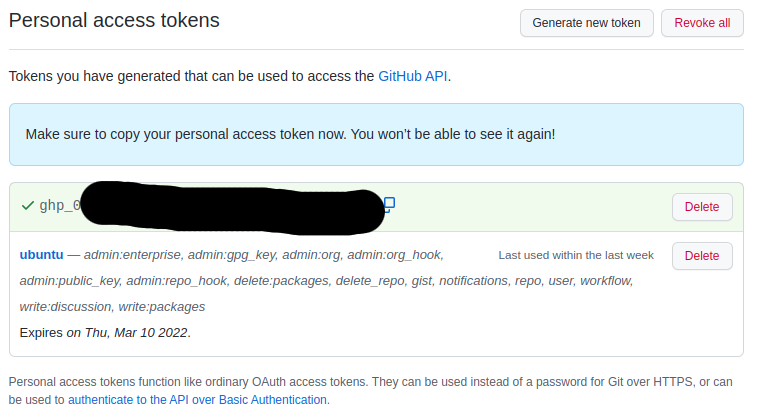 Personal access tokens
Generate new token
Revoke all
Tokens you have generated that can be used to access the GitHub API.
Make sure to copy your personal access token now. You won’t be able to see it again!
ghp_0
Delete
ubuntu — admin:enterprise, admin:gpg_key, admin:org, admin:org_hook,
Last used within the last week
Delete
admin:public_key, admin:repo_hook, delete:packages, delete_repo, gist, notifications, repo, user, workflow,
write:discussion, write:packages
Expires on Thu, Mar 10 2022.
Personal access tokens function like ordinary OAuth access tokens. They can be used instead of a password for Git over HTTPS, or can
be used to authenticate to the API over Basic Authentication.